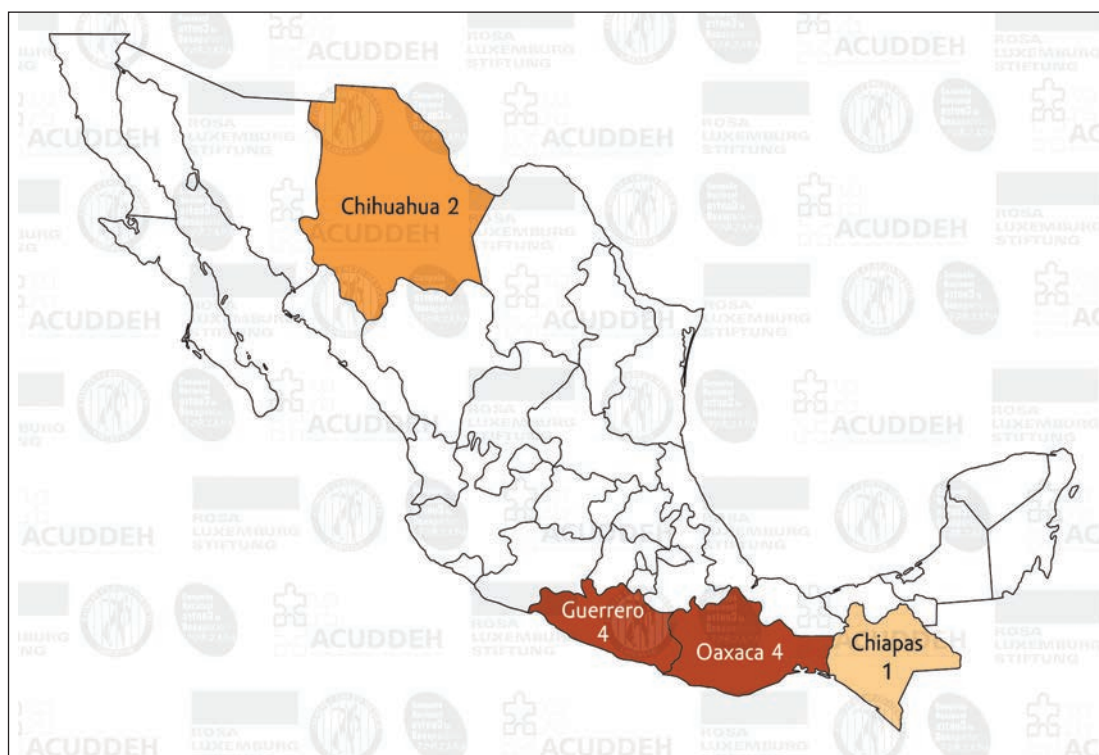 Chihuahua 2
Guerrero
4
Oaxaca 4
Chiapas
1
ACUDDEH
ROSA
LUXEMBURG
STIFTUNG